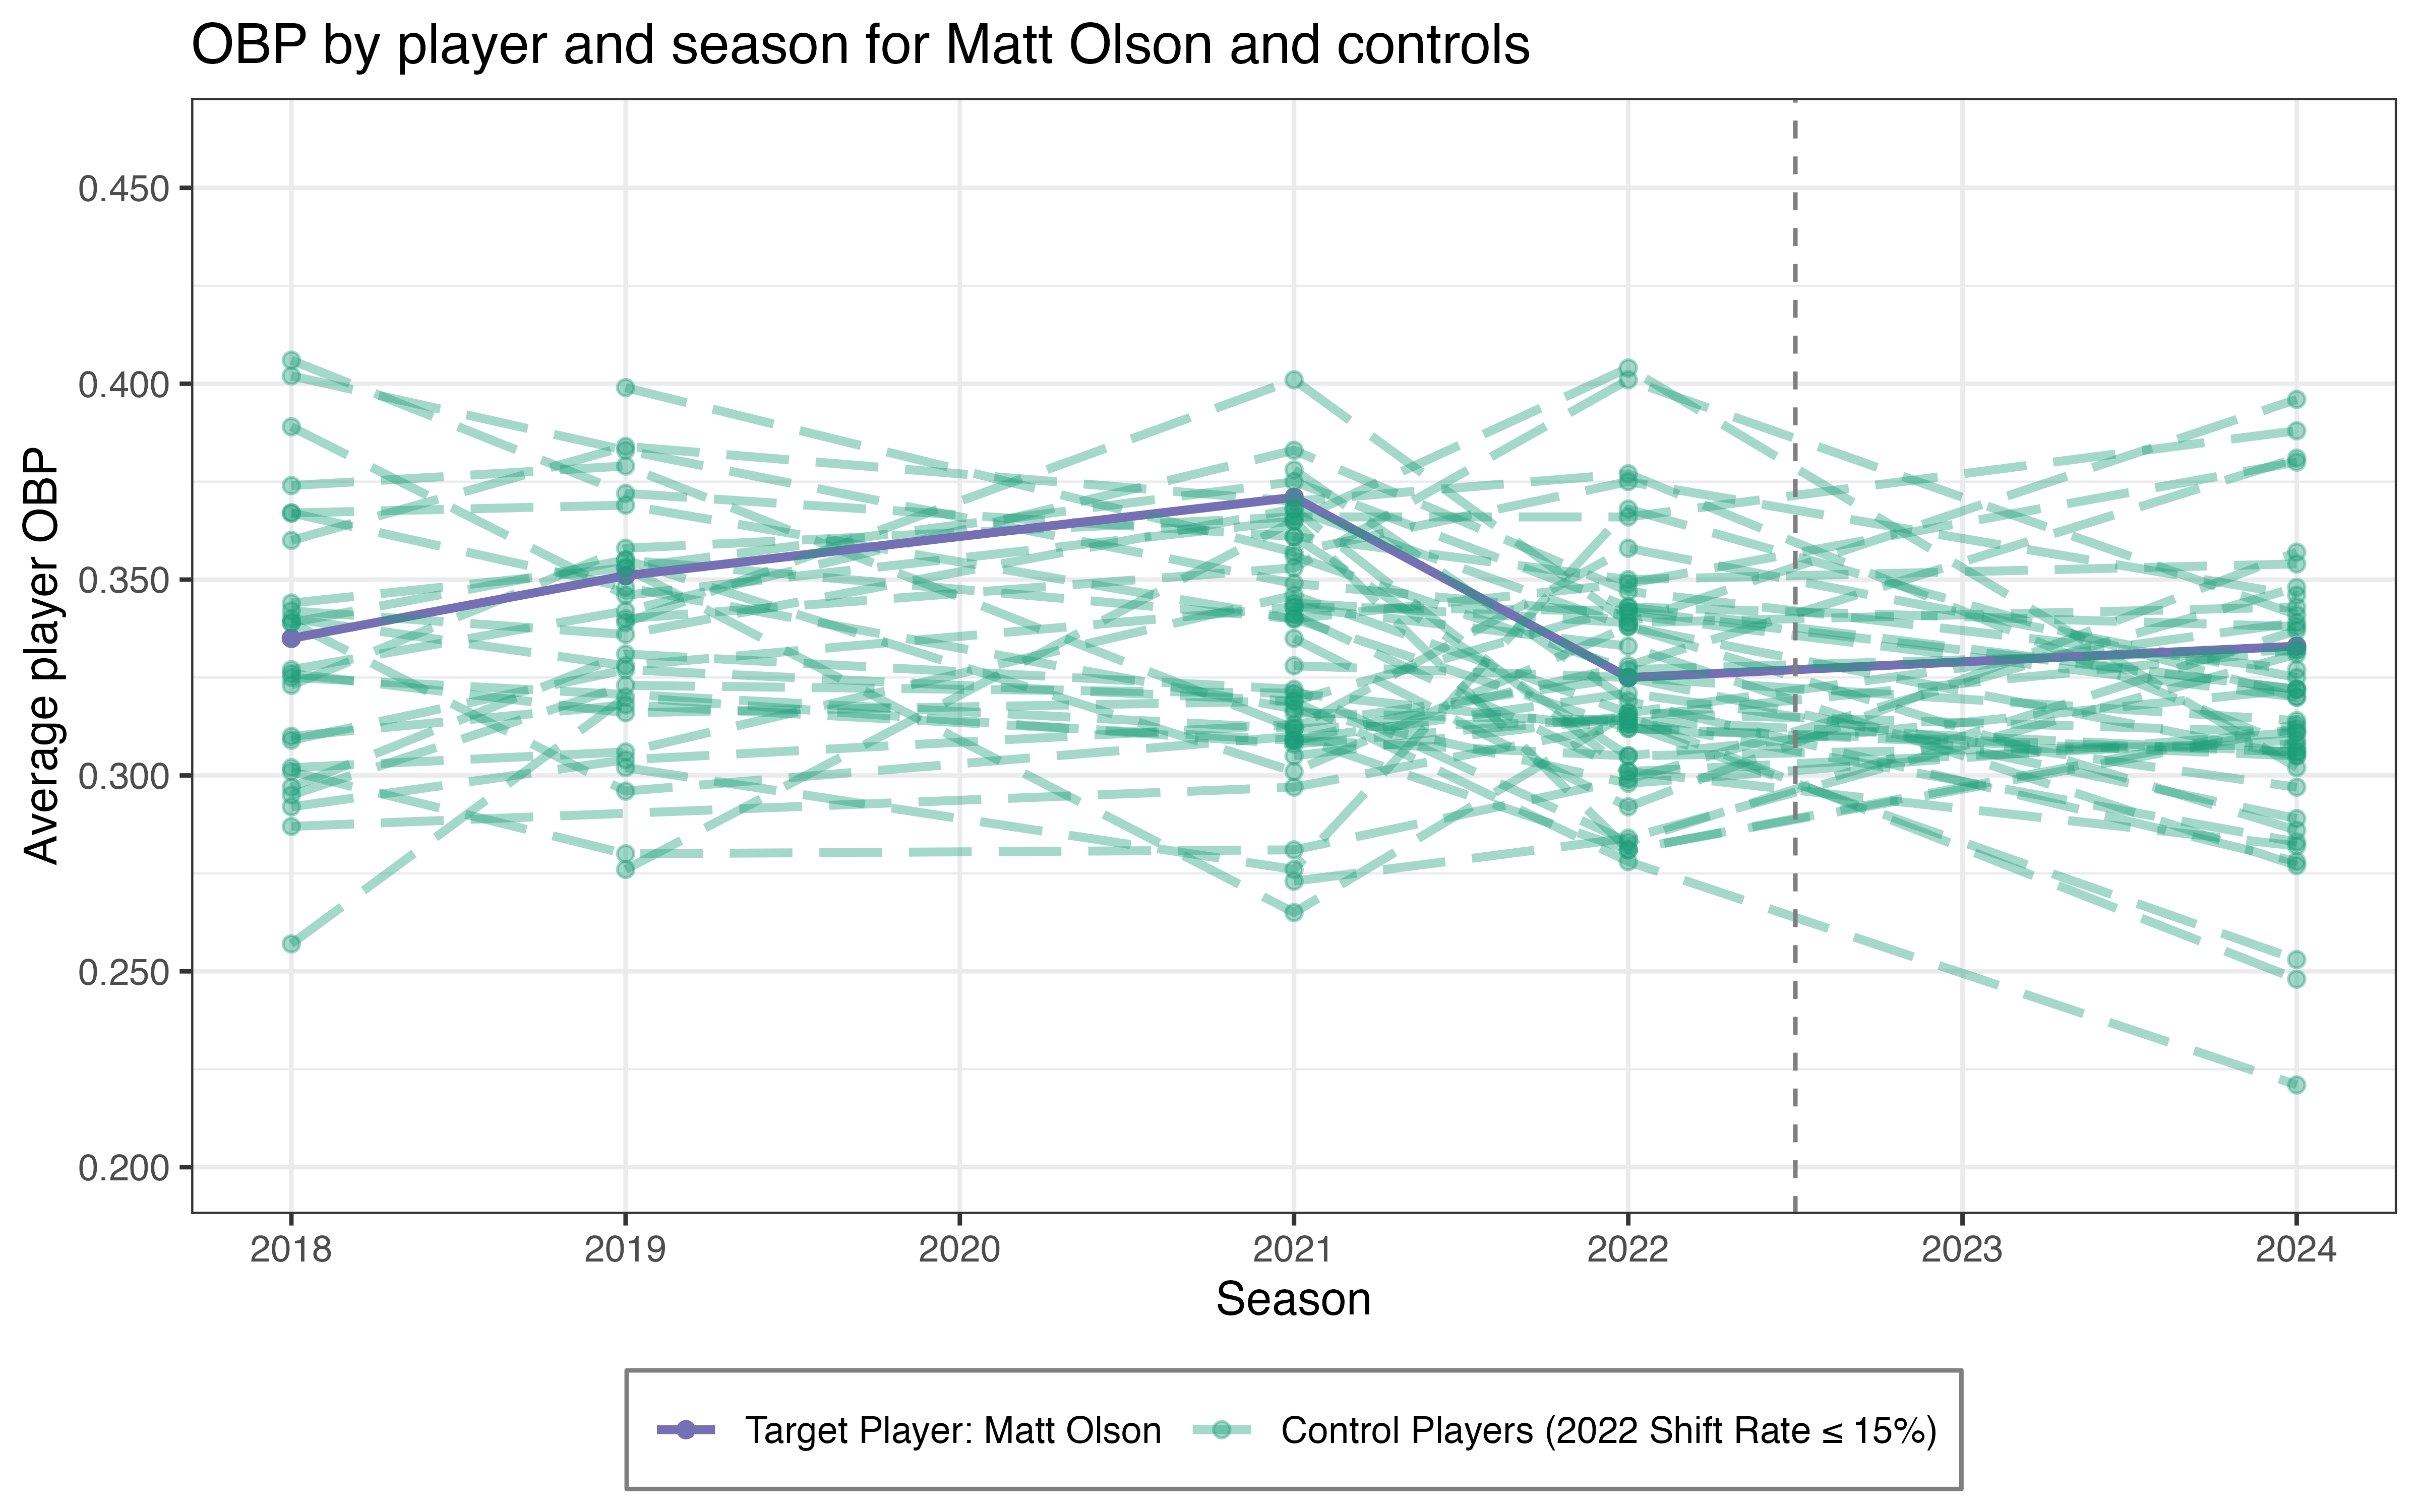 OBP by player and season for Matt Olson and controls
Average player OBP
0.450
0.400
0.350
0.300
0.250
0.200
2018 2019 2020 2021 2022 2023 2024
Season
Target Player: Matt Olson Control Players (2022 Shift Rate ≤ 15%)